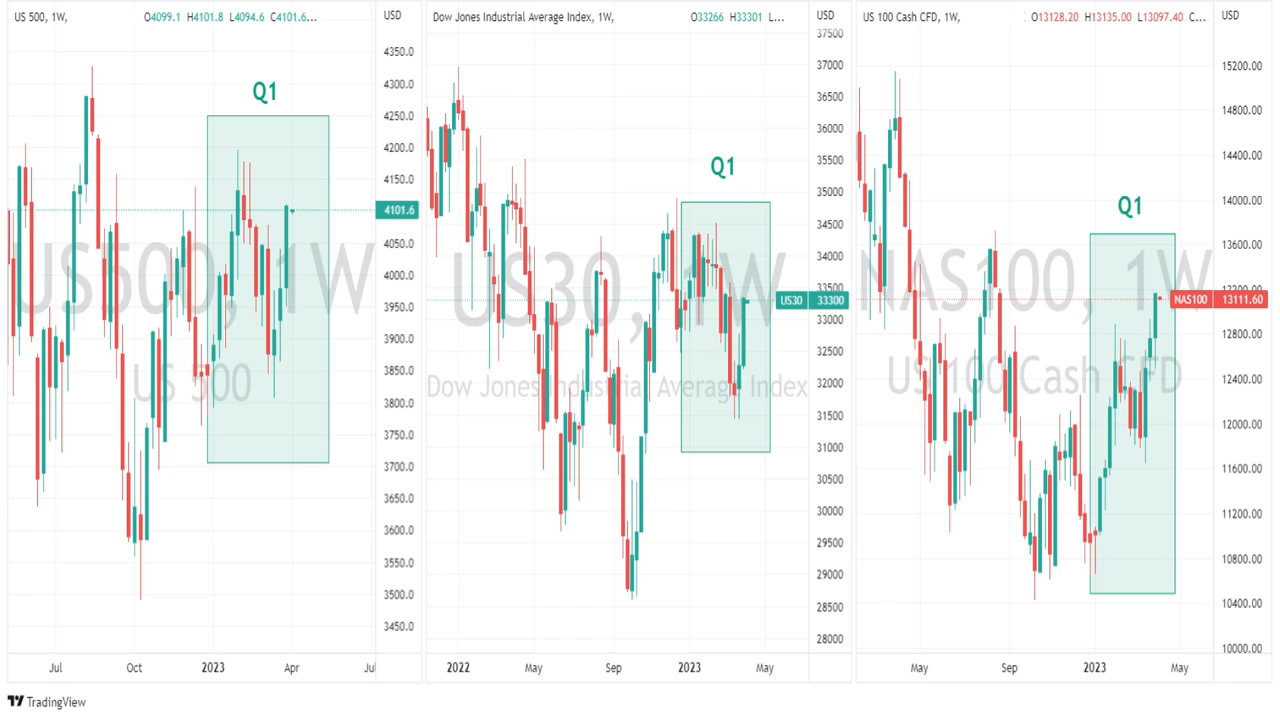 US 500, 1W, O4099.1 H4101.8 L4094.6 C4101.6... USD
Q1
4350.0
4300.0
4250.0
4200.0
4150.0
4101.6
4050.0
4000.0
3950.0
3900.0
3850.0
3800.0
3750.0
3700.0
3650.0
3600.0
3550.0
3500.0
3450.0
US500, 1W
US 500
Jul Oct 2023 Apr Jul
Dow Jones Industrial Average Index, 1W, O33266 H33301 L... USD
Q1
37500
37000
36500
36000
35500
35000
34500
34000
US30 33300
33000
32500
32000
31500
31000
30500
30000
29500
29000
28500
28000
US30, 1W
Dow Jones Industrial Average Index
2022 May Sep 2023 May
US 100 Cash CFD, 1W, O13128.20 H13135.00 L13097.40 C... USD
Q1
15200.00
14800.00
14400.00
14000.00
13600.00
13200.00
NAS100 13111.60
12800.00
12400.00
12000.00
11600.00
11200.00
10800.00
10400.00
10000.00
NAS100, 1W
US 100 Cash CFD
May Sep 2023 May
TradingView